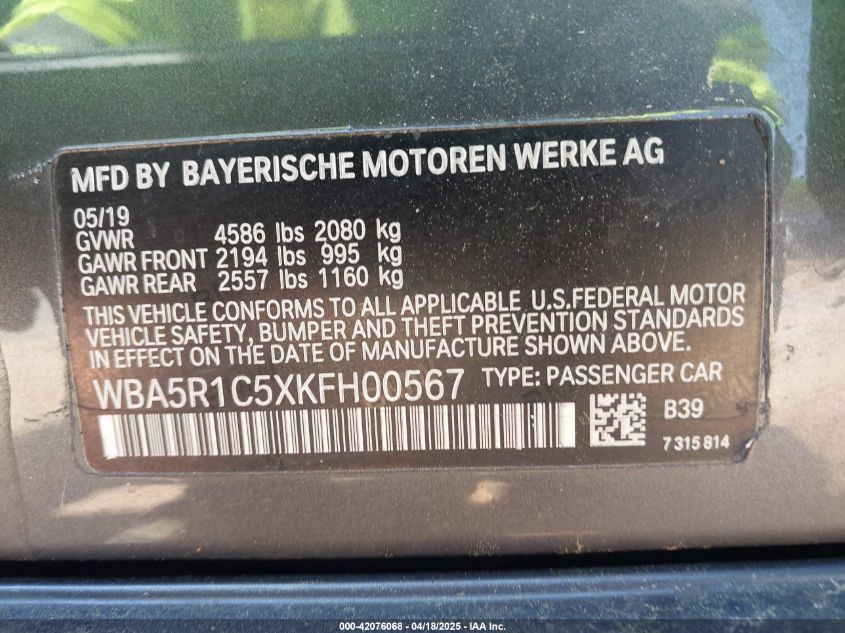 MFD BY BAYERISCHE MOTOREN WERKE AG
05/19
GVWR 4586 lbs 2080 kg
GAWR FRONT 2194 lbs 995 kg
GAWR REAR 2557 lbs 1160 kg
THIS VEHICLE CONFORMS TO ALL APPLICABLE U.S.FEDERAL MOTOR
VEHICLE SAFETY, BUMPER AND THEFT PREVENTION STANDARDS
IN EFFECT ON THE DATE OF MANUFACTURE SHOWN ABOVE.
WBA5R1C5XKFH00567 TYPE: PASSENGER CAR
B39
7315814
000-42076068 - 04/18/2025 - IAA Inc.